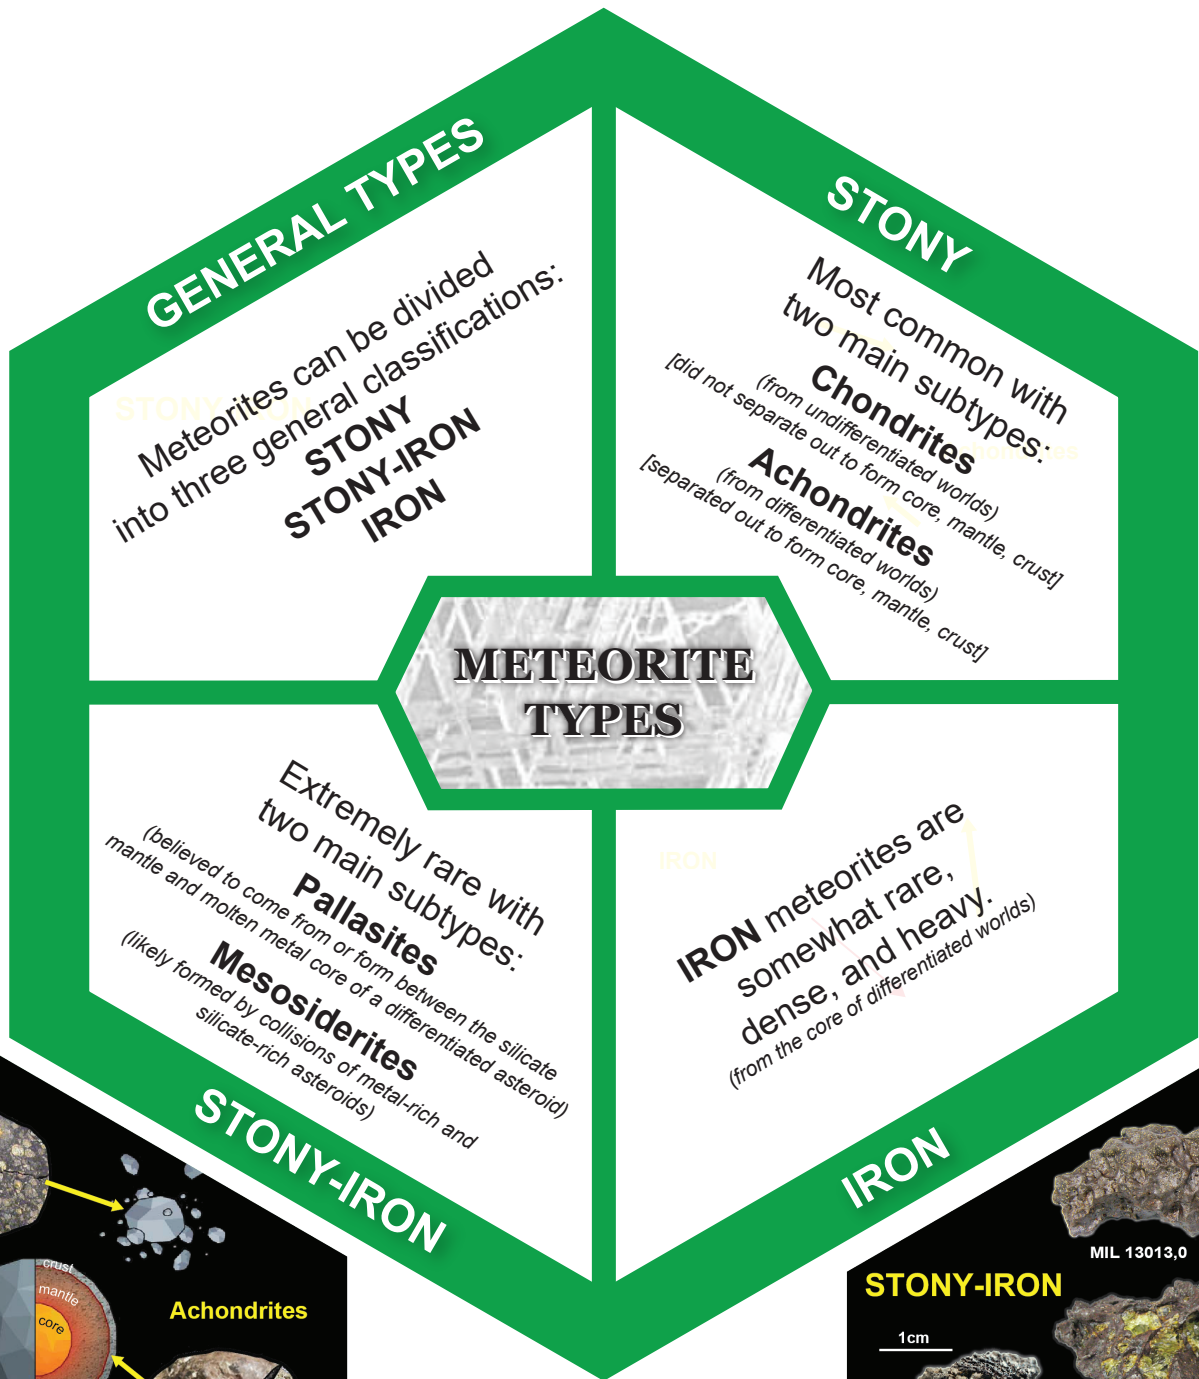 GENERAL TYPES
Meteorites can be divided
into three general classifications:
STONY
STONY-IRON
IRON
STONY
Most common with
two main subtypes:
Chondrites
(from undifferentiated worlds)
[did not separate out to form core, mantle, crust]
Achondrites
(from differentiated worlds)
[separated out to form core, mantle, crust]
METEORITE
TYPES
Extremely rare with
two main subtypes:
Pallasites
(believed to come from or form between the silicate
mantle and molten metal core of a differentiated asteroid)
Mesosiderites
(likely formed by collisions of metal-rich and
silicate-rich asteroids)
STONY-IRON
IRON meteorites are
somewhat rare,
dense, and heavy.
(from the core of differentiated worlds)
IRON
STONY-IRON
IRON
crust
mantle
core
Achondrites
MIL 13013,0
STONY-IRON
1cm